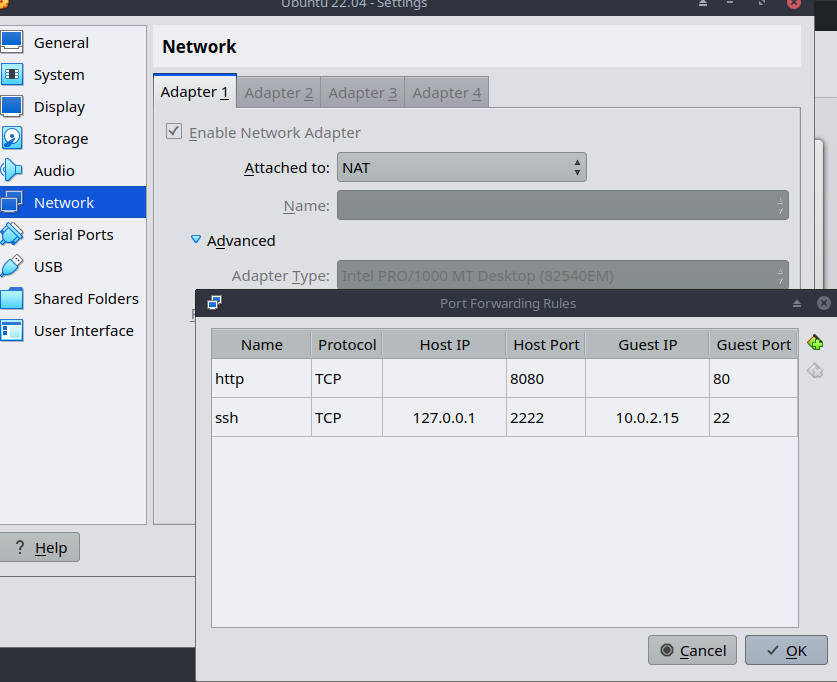 Ubuntu 22.04 - Settings
General
System
Display
Storage
Audio
Network
Serial Ports
USB
Shared Folders
User Interface
Network
Adapter 1 Adapter 2 Adapter 3 Adapter 4
Enable Network Adapter
Attached to: NAT
Name:
Advanced
Adapter Type: Intel PRO/1000 MT Desktop (82540EM)
Port Forwarding Rules
Name Protocol Host IP Host Port Guest IP Guest Port
http TCP 8080 80
ssh TCP 127.0.0.1 2222 10.0.2.15 22
? Help
Cancel OK